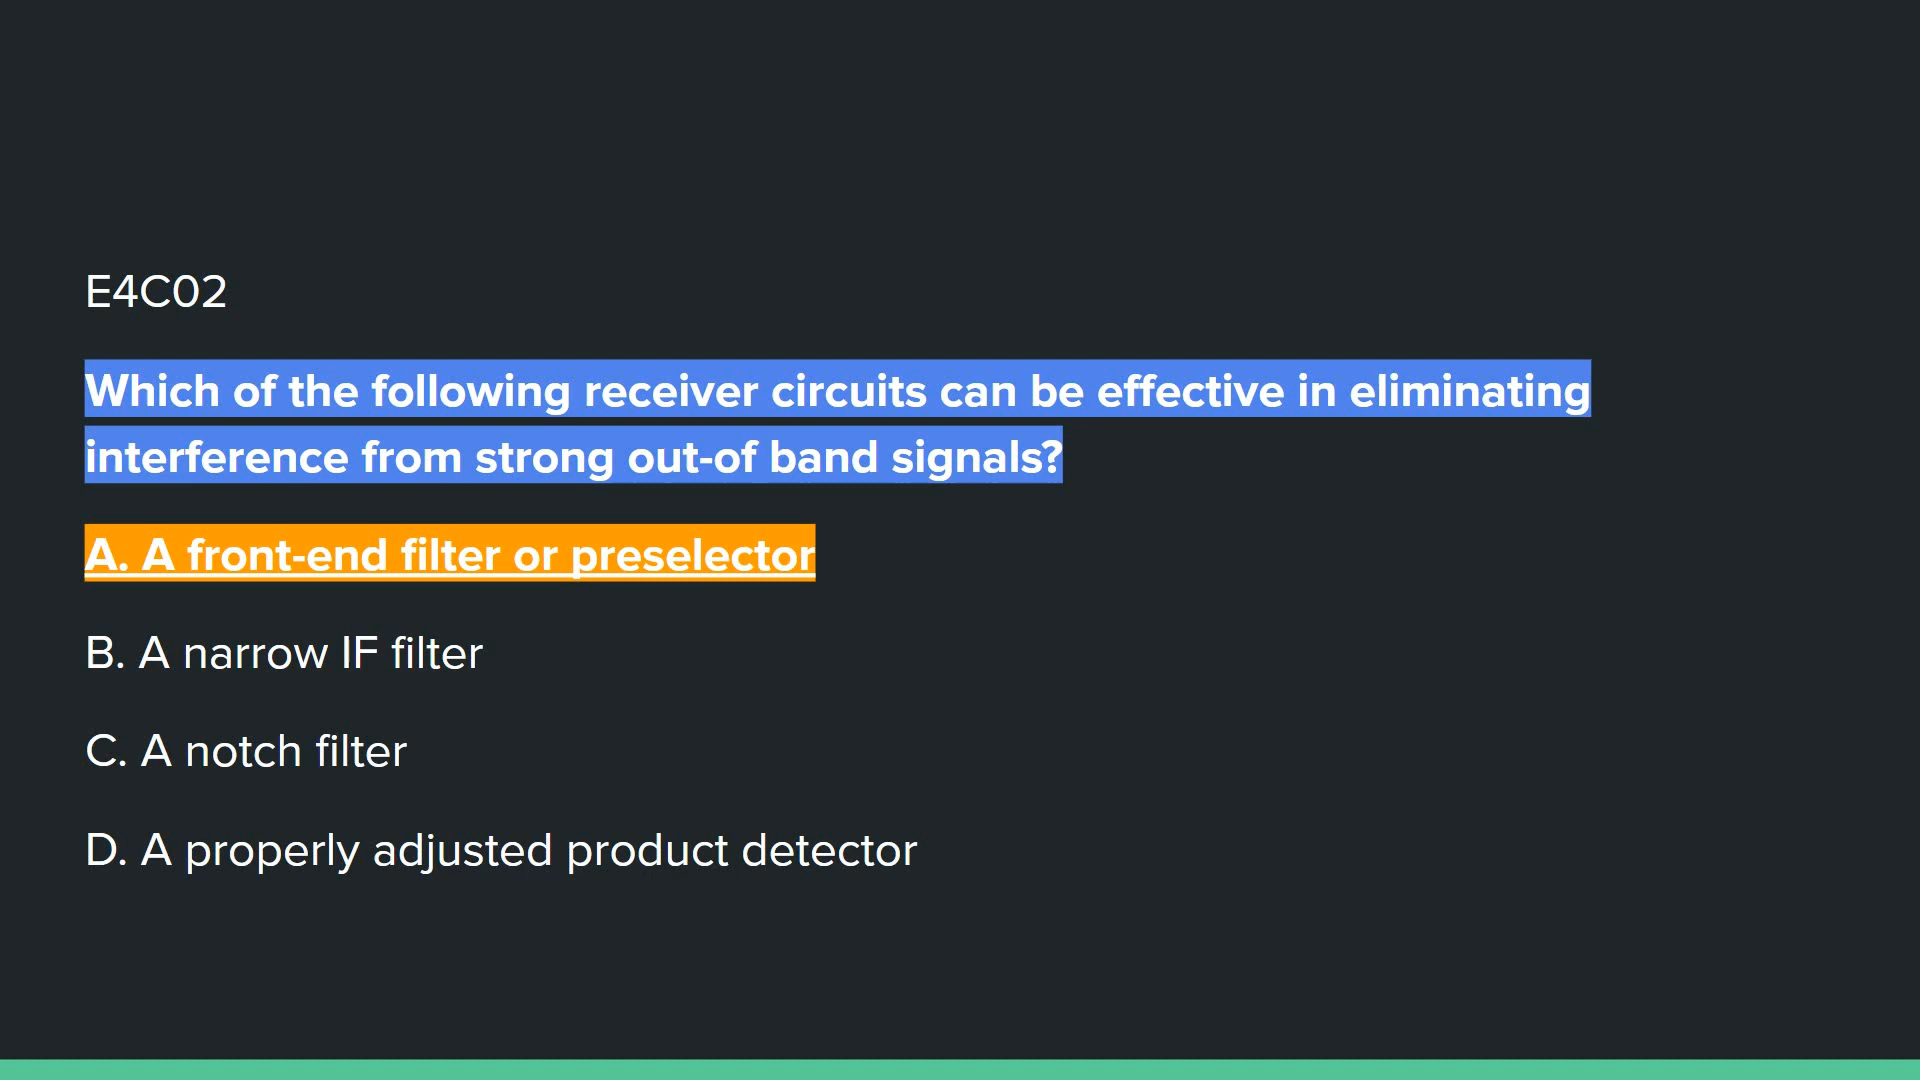 E4C02
Which of the following receiver circuits can be effective in eliminating
interference from strong out-of band signals?
A. A front-end filter or preselector
B. A narrow IF filter
C. A notch filter
D. A properly adjusted product detector